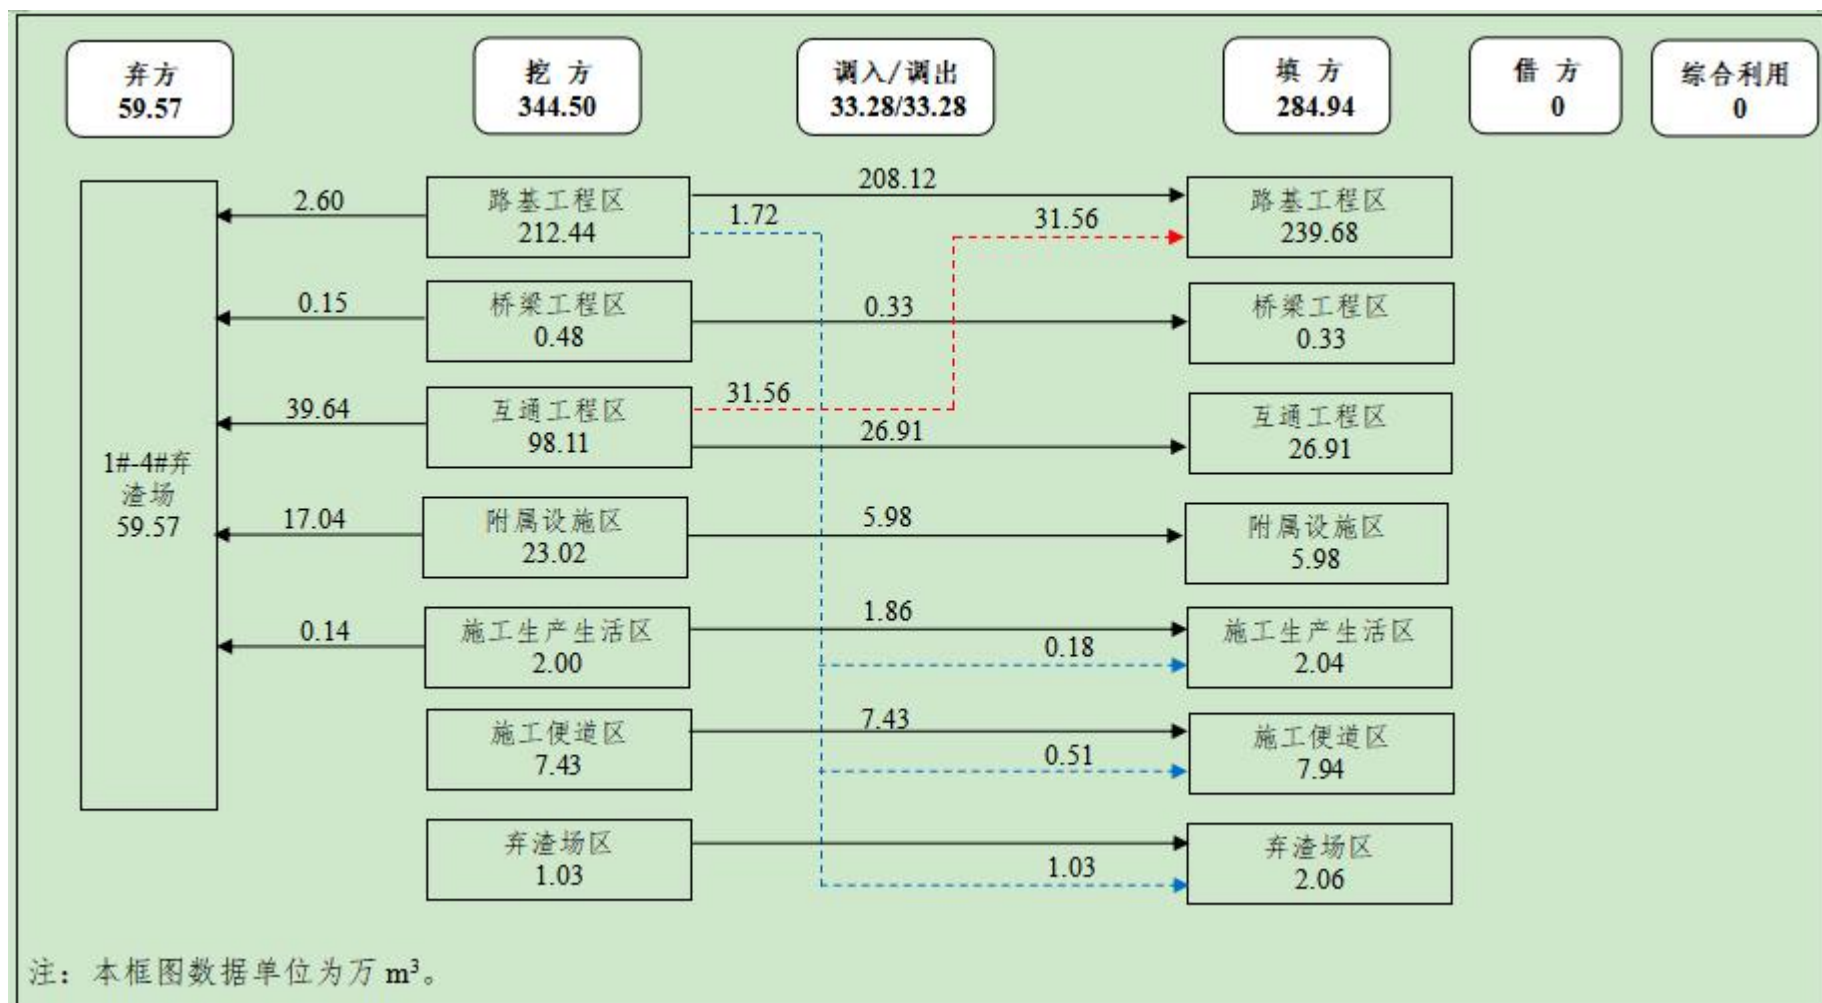 弃方
59.57
挖 方
344.50
调入/调出
33.28/33.28
填 方
284.94
借 方
0
综合利用
0
2.60
路基工程区
212.44
208.12
1.72
31.56
路基工程区
239.68
0.15
桥梁工程区
0.48
0.33
桥梁工程区
0.33
39.64
互通工程区
98.11
31.56
26.91
互通工程区
26.91
1#-4#弃
渣场
59.57
17.04
附属设施区
23.02
5.98
附属设施区
5.98
0.14
施工生产生活区
2.00
1.86
0.18
施工生产生活区
2.04
施工便道区
7.43
7.43
0.51
施工便道区
7.94
弃渣场区
1.03
1.03
弃渣场区
2.06
注：本框图数据单位为万 m³。